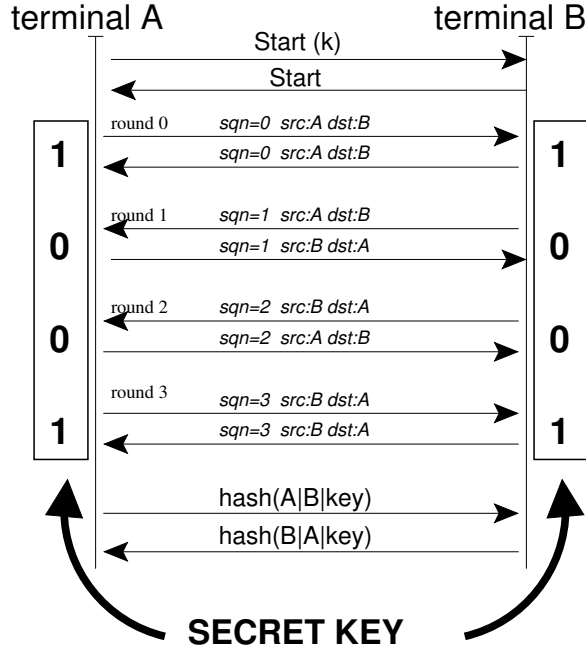 terminal A
terminal B
Start (k)
Start
round 0
sqn=0 src:A dst:B
1
sqn=0 src:A dst:B
1
round 1
sqn=1 src:A dst:B
0
sqn=1 src:B dst:A
0
round 2
sqn=2 src:B dst:A
0
sqn=2 src:A dst:B
0
round 3
sqn=3 src:B dst:A
1
sqn=3 src:B dst:A
1
hash(A|B|key)
hash(B|A|key)
SECRET KEY